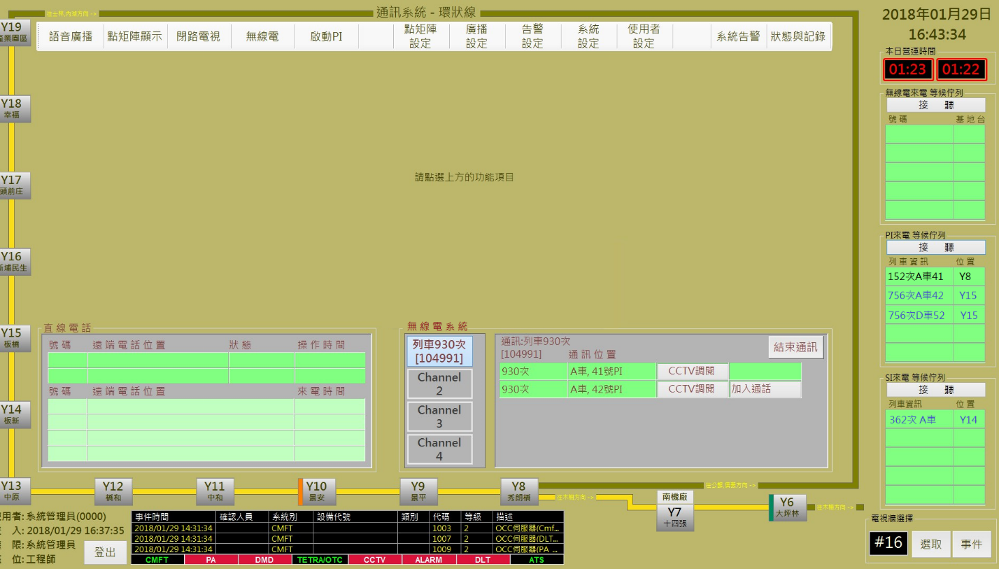 往士林,內湖方向 ->
通訊系統 - 環狀線
2018年01月29日
16:43:34
Y19
產業園區
語音廣播 點矩陣顯示 閉路電視 無線電 啟動PI 點矩陣設定 廣播設定 告警設定 系統設定 使用者設定 系統告警 狀態與記錄
本日營運時間
01:23 01:22
無線電來電 等候佇列
接 聽
號碼 基地台
Y18
幸福
Y17
頭前庄
請點選上方的功能項目
PI來電 等候佇列
接 聽
列車資訊 位置
152次A車41 Y8
756次A車42 Y15
756次D車52 Y15
Y16
新埔民生
Y15
板橋
直線電話
號碼 遠端電話位置 狀態 操作時間
號碼 遠端電話位置 來電時間
無線電系統
列車930次
[104991]
Channel
2
Channel
3
Channel
4
通訊:列車930次
[104991] 通訊位置
結束通訊
930次 A車, 41號PI CCTV調閱
930次 A車, 42號PI CCTV調閱 加入通話
SI來電 等候佇列
接 聽
列車資訊 位置
362次 A車 Y14
Y14
板新
Y13
中原
Y12
橋和
Y11
中和
Y10
景安
Y9
景平
Y8
秀朗橋
往木柵方向 ->
南機廠
Y7
十四張
Y6
大坪林
往木柵方向 ->
用者: 系統管理員(0000)
入: 2018/01/29 16:37:35
限: 系統管理員
位: 工程師
登出
事件時間 確認人員 系統別 設備代號 類別 代碼 等級 描述
2018/01/29 14:31:34 CMFT 1003 2 OCC伺服器(Cmf...
2018/01/29 14:31:34 CMFT 1007 2 OCC伺服器(DLT...
2018/01/29 14:31:34 CMFT 1009 2 OCC伺服器(PA ...
CMFT PA DMD TETRA/OTC CCTV ALARM DLT ATS
電視牆選擇
#16 選取 事件